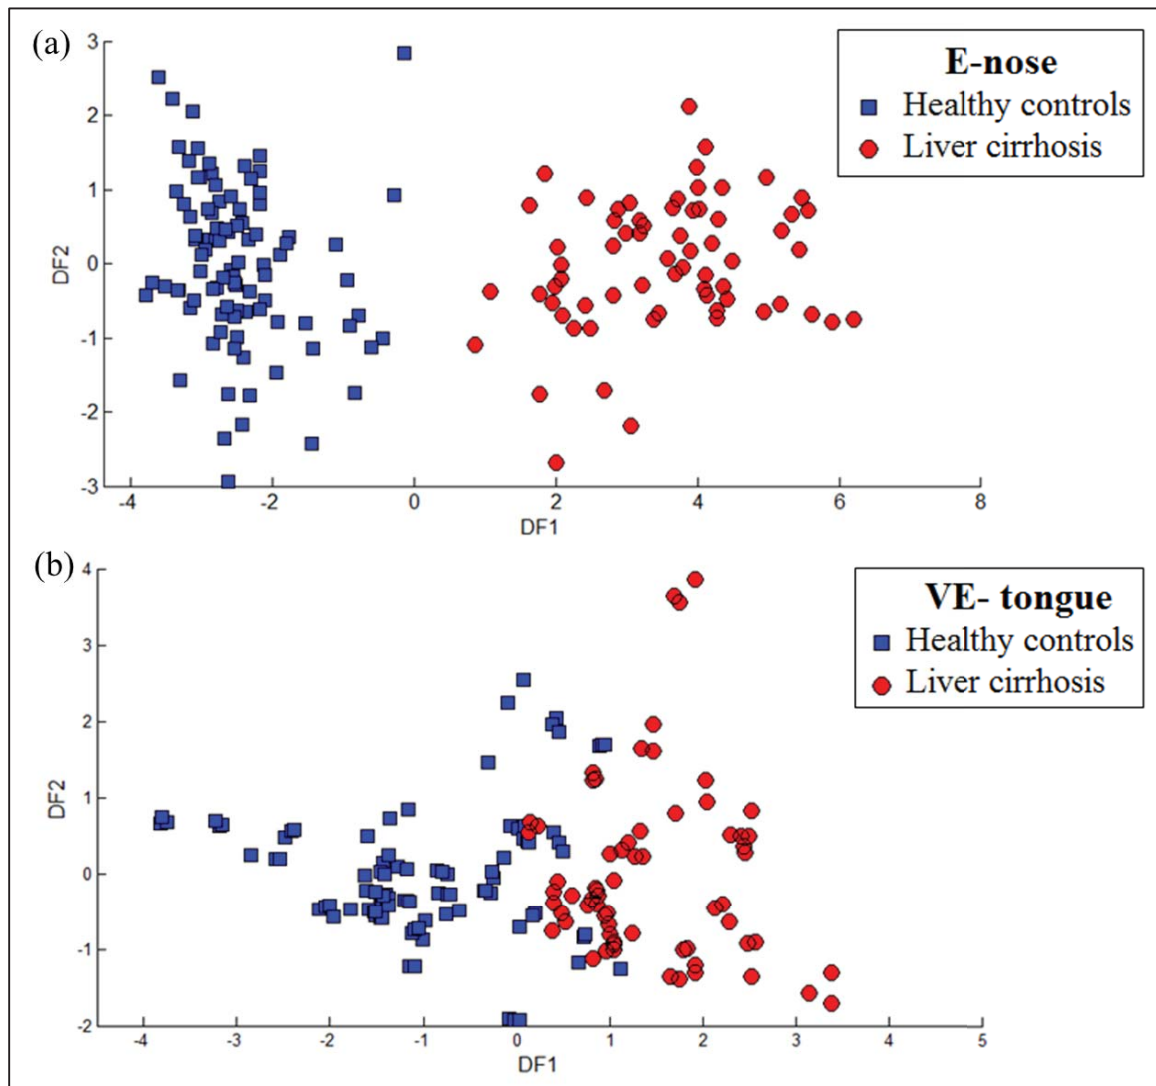 (a)
E-nose
Healthy controls
Liver cirrhosis
3
2
1
0
-1
-2
-3
DF2
-4
-2
0
2
4
6
8
DF1
(b)
VE- tongue
Healthy controls
Liver cirrhosis
4
3
2
1
0
-1
-2
DF2
-4
-3
-2
-1
0
1
2
3
4
5
DF1